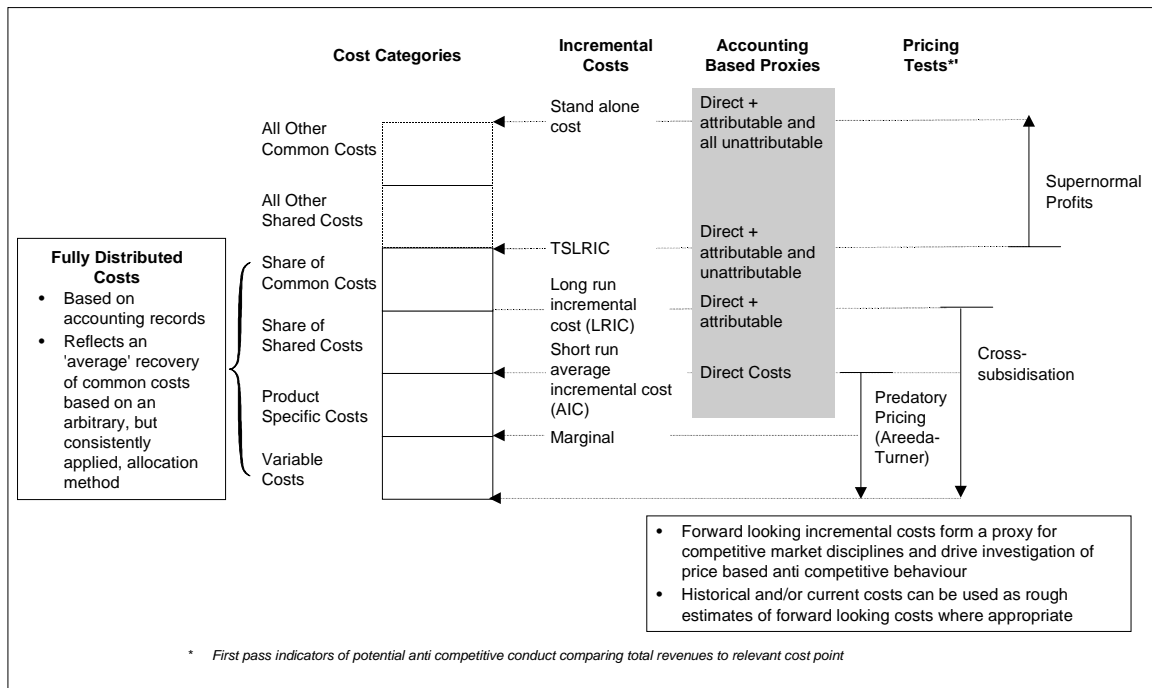 Cost Categories
Incremental
Costs
Accounting
Based Proxies
Pricing
Tests*'
All Other
Common Costs
All Other
Shared Costs
Share of
Common Costs
Share of
Shared Costs
Product
Specific Costs
Variable
Costs
Stand alone
cost
TSLRIC
Long run
incremental
cost (LRIC)
Short run
average
incremental cost
(AIC)
Marginal
Direct +
attributable and
all unattributable
Direct +
attributable and
unattributable
Direct +
attributable
Direct Costs
Supernormal
Profits
Cross-
subsidisation
Predatory
Pricing
(Areeda-
Turner)
Fully Distributed
Costs
• Based on
accounting records
• Reflects an
'average' recovery
of common costs
based on an
arbitrary, but
consistently
applied, allocation
method
• Forward looking incremental costs form a proxy for
competitive market disciplines and drive investigation of
price based anti competitive behaviour
• Historical and/or current costs can be used as rough
estimates of forward looking costs where appropriate
* First pass indicators of potential anti competitive conduct comparing total revenues to relevant cost point